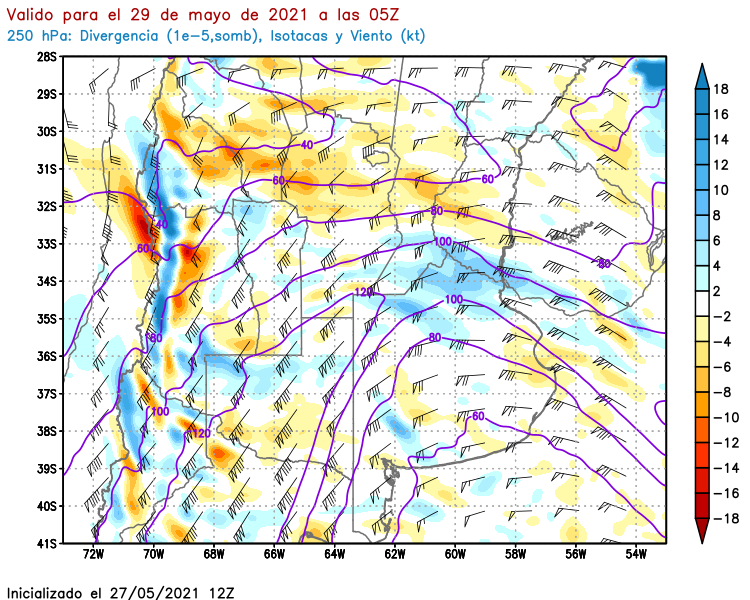 Valido para el 29 de mayo de 2021 a las 05Z
250 hPa: Divergencia (1e−5,somb), Isotacas y Viento (kt)
28S
29S
30S
31S
32S
33S
34S
35S
36S
37S
38S
39S
40S
41S
72W 70W 68W 66W 64W 62W 60W 58W 56W 54W
40
60
60
80
40
60
100
80
120
100
80
80
60
100
120
18
16
14
12
10
8
6
4
2
−2
−4
−6
−8
−10
−12
−14
−16
−18
Inicializado el 27/05/2021 12Z